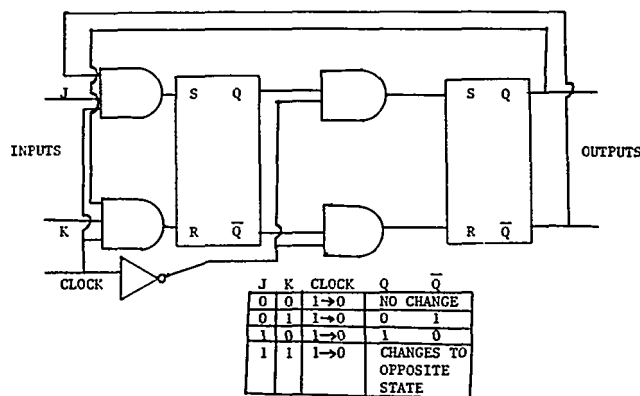 J
S Q
S Q
INPUTS
OUTPUTS
K
R Q̅
R Q̅
CLOCK
J K CLOCK Q Q̅
0 0 1→0 NO CHANGE
0 1 1→0 0 1
1 0 1→0 1 0
1 1 1→0 CHANGES TO
OPPOSITE
STATE